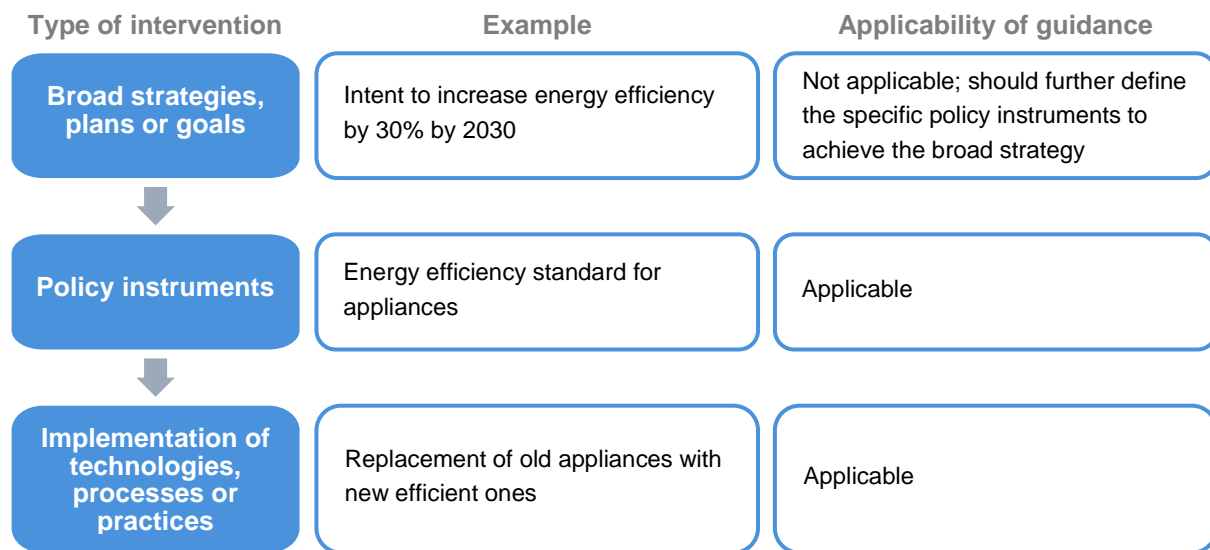 Type of intervention
Example
Applicability of guidance
Broad strategies,
plans or goals
Intent to increase energy efficiency
by 30% by 2030
Not applicable; should further define
the specific policy instruments to
achieve the broad strategy
Policy instruments
Energy efficiency standard for
appliances
Applicable
Implementation of
technologies,
processes or
practices
Replacement of old appliances with
new efficient ones
Applicable